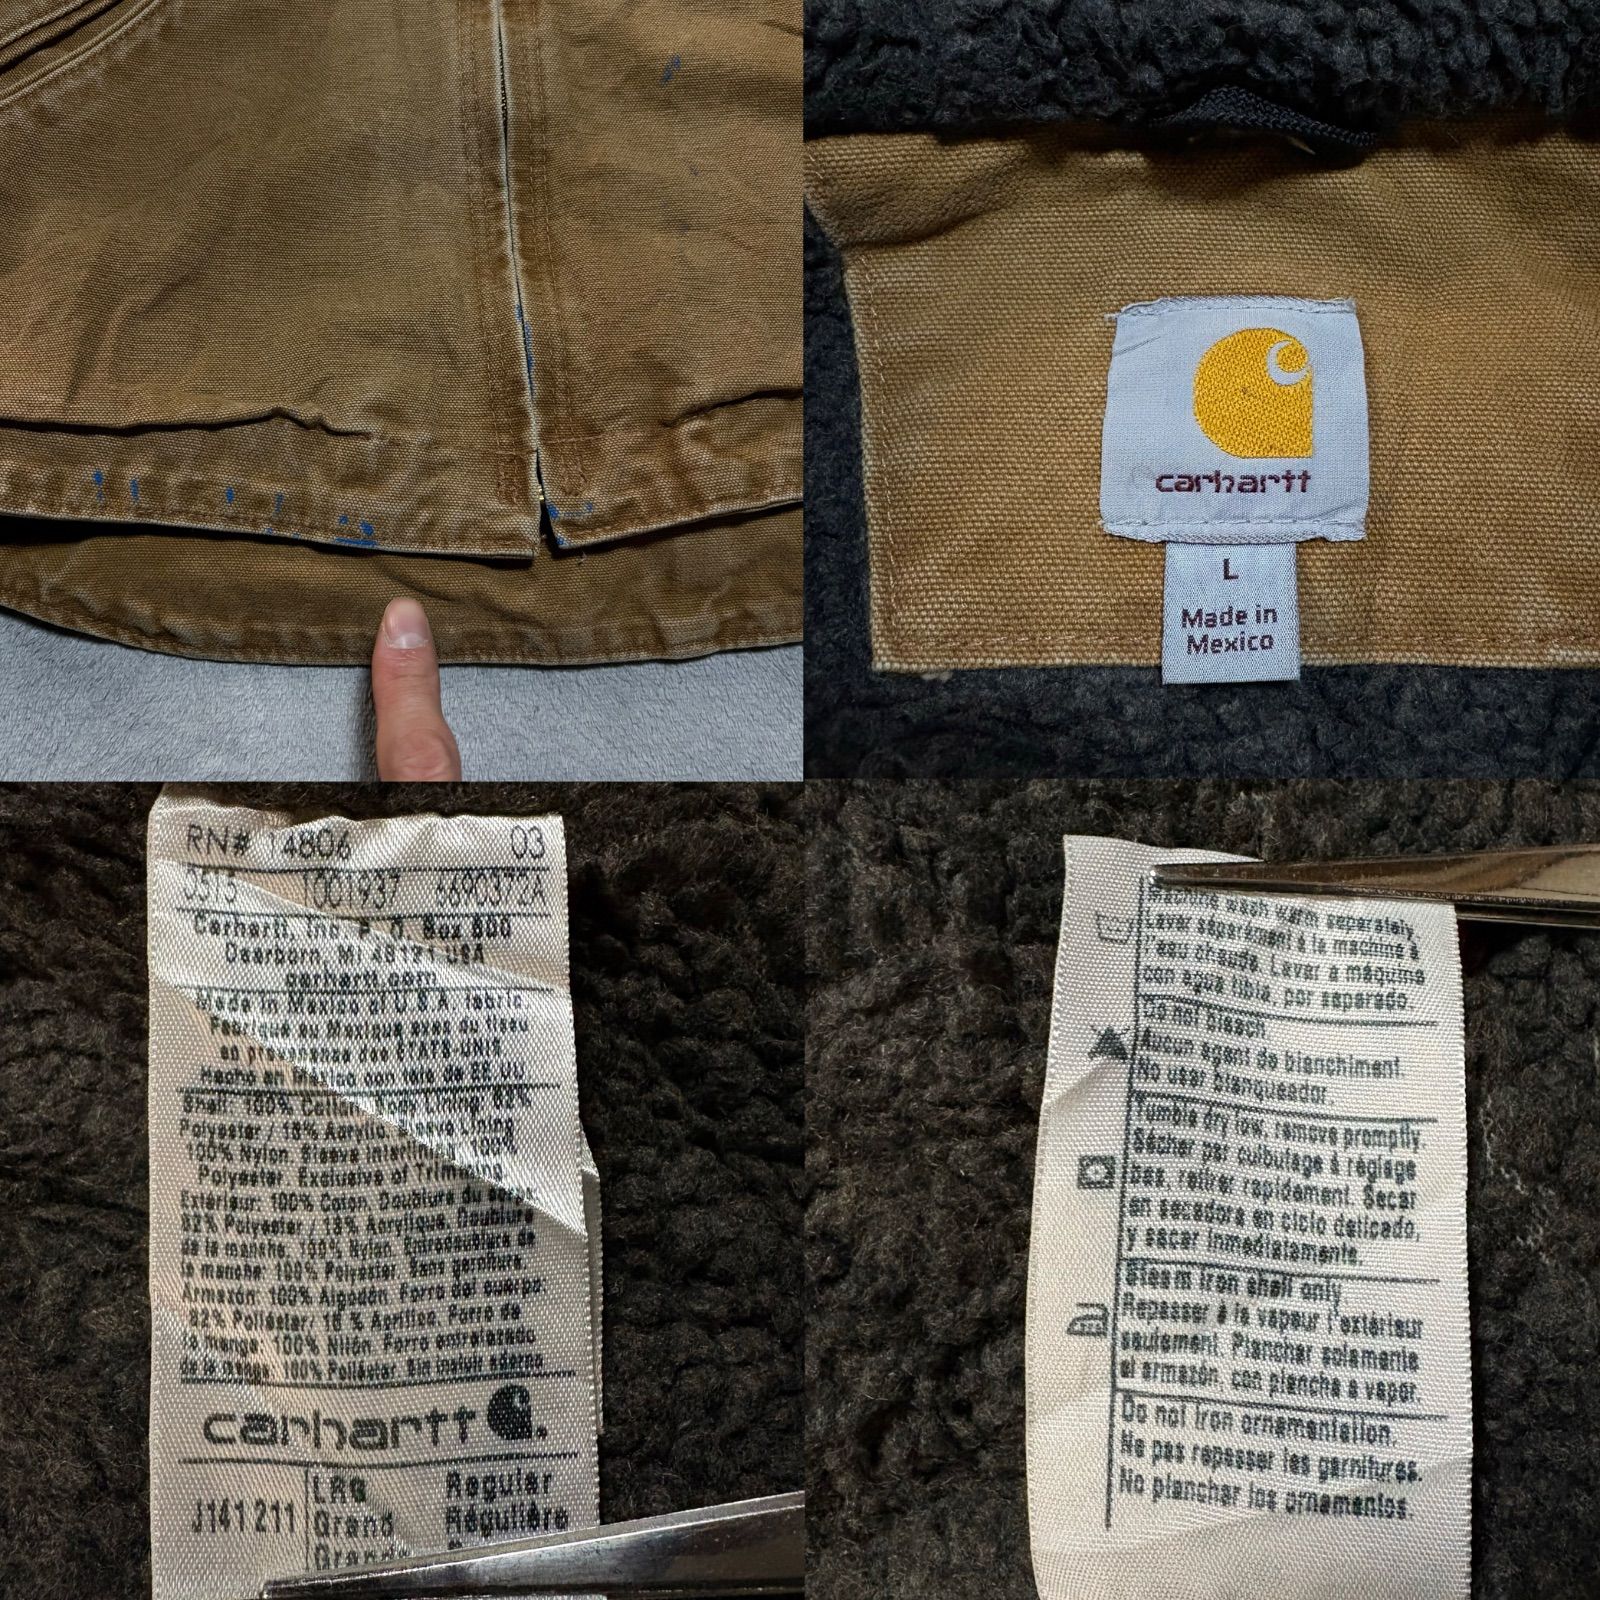 carhartt
L
Made in
Mexico
RN# 14806 03
0515 1001937 6690372A
Carhartt, Inc. P. O. Box 600
Dearborn, MI 48121 USA
carhartt.com
Made in Mexico of U.S.A. fabric
Fabriqué au Mexique avec du tissu
en provenance des ÉTATS-UNIS
Hecho en Mexico con tela de EE.UU
Shell: 100% Cotton. Body Lining: 82%
Polyester / 18% Acrylic. Sleeve Lining
100% Nylon. Sleeve Interlining 100%
Polyester. Exclusive of Trimming
Extérieur: 100% Coton. Doublure du corps
82% Polyester / 18% Acrylique. Doublure
de la manche: 100% Nylon. Entredoublure de
la manche: 100% Polyester. Sans garniture.
Armazón: 100% Algodón. Forro del cuerpo:
82% Poliéster/ 18 % Acrílico. Forro de
la manga: 100% Nilón. Forro entrelazado
de la manga: 100% Poliéster Sin incluir adorno
carhartt
J141 211 LRG Regular
Grand Régulière
Grande
Machine wash warm separately
Laver séparément à la machine à
l'eau chaude. Lavar a máquina
con agua tibia, por separado
Do not bleach
Aucun agent de blanchiment.
No usar blanqueador.
Tumble dry low, remove promptly
Sécher par culbutage à réglage
bas, retirer rapidement. Secar
en secadora en ciclo delicado,
y sacar inmediatamente.
Steam iron shell only
Repasser à la vapeur l'extérieur
seulement. Planchar solamente
el armazón, con plancha a vapor.
Do not iron ornamentation.
Ne pas repasser les garnitures.
No planchar los ornamentos.